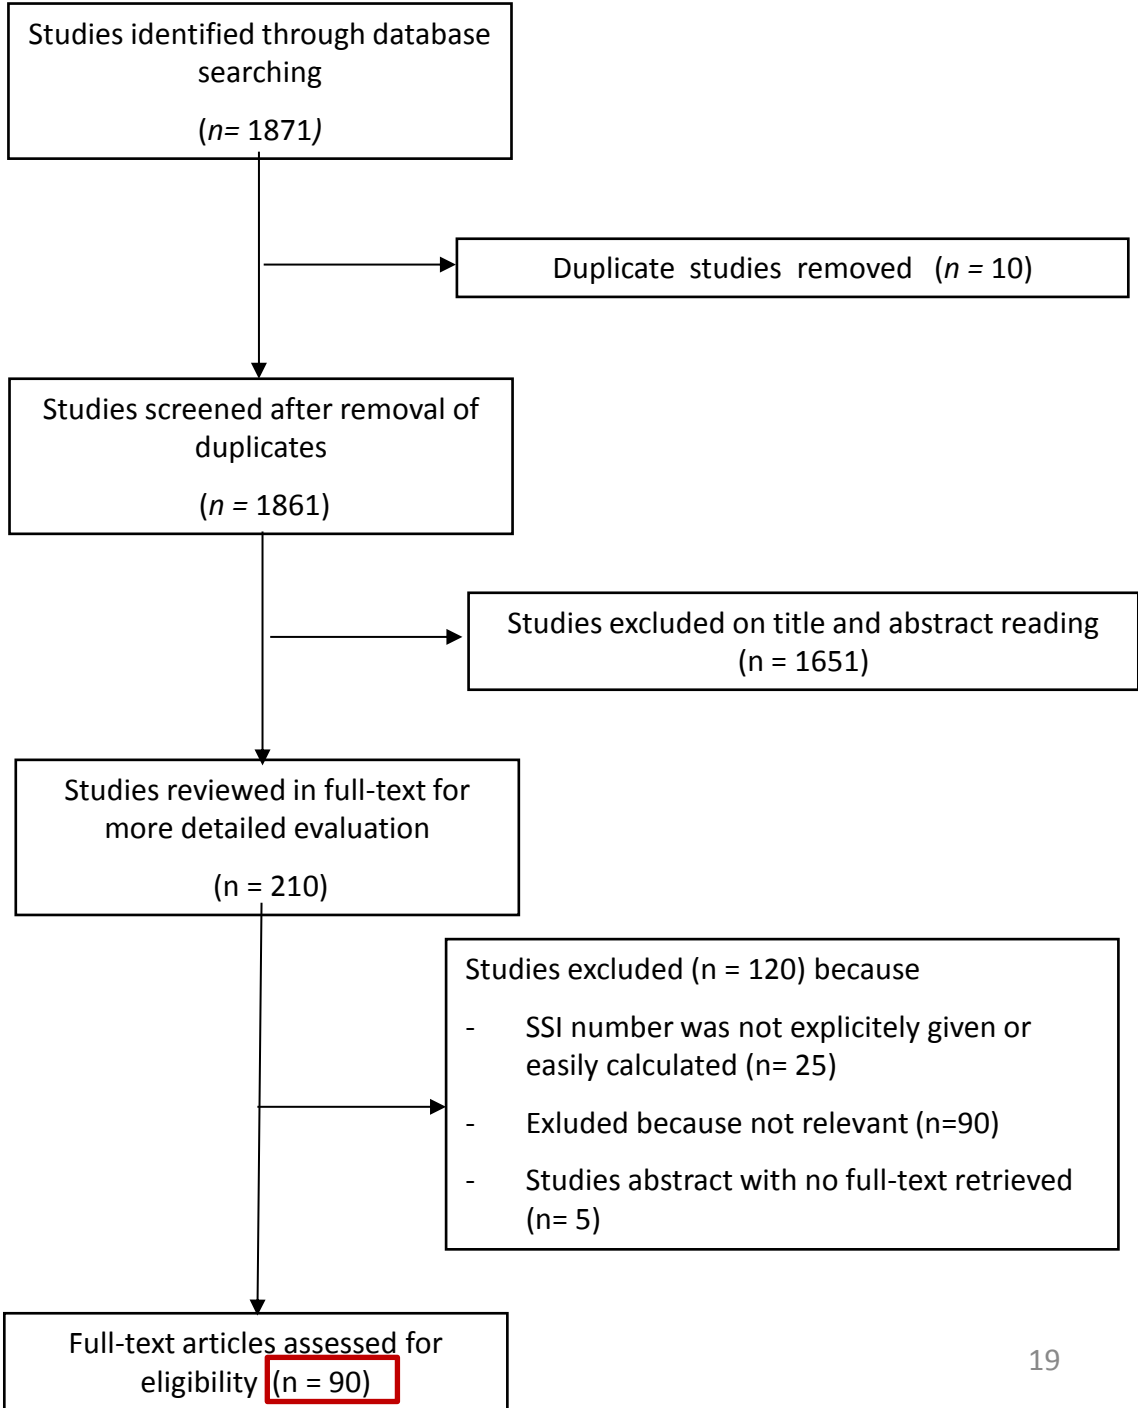 Studies identified through database
searching
(n= 1871)
Duplicate studies removed (n = 10)
Studies screened after removal of
duplicates
(n = 1861)
Studies excluded on title and abstract reading
(n = 1651)
Studies reviewed in full-text for
more detailed evaluation
(n = 210)
Studies excluded (n = 120) because
- SSI number was not explicitely given or
easily calculated (n= 25)
- Exluded because not relevant (n=90)
- Studies abstract with no full-text retrieved
(n= 5)
Full-text articles assessed for
eligibility (n = 90)
19